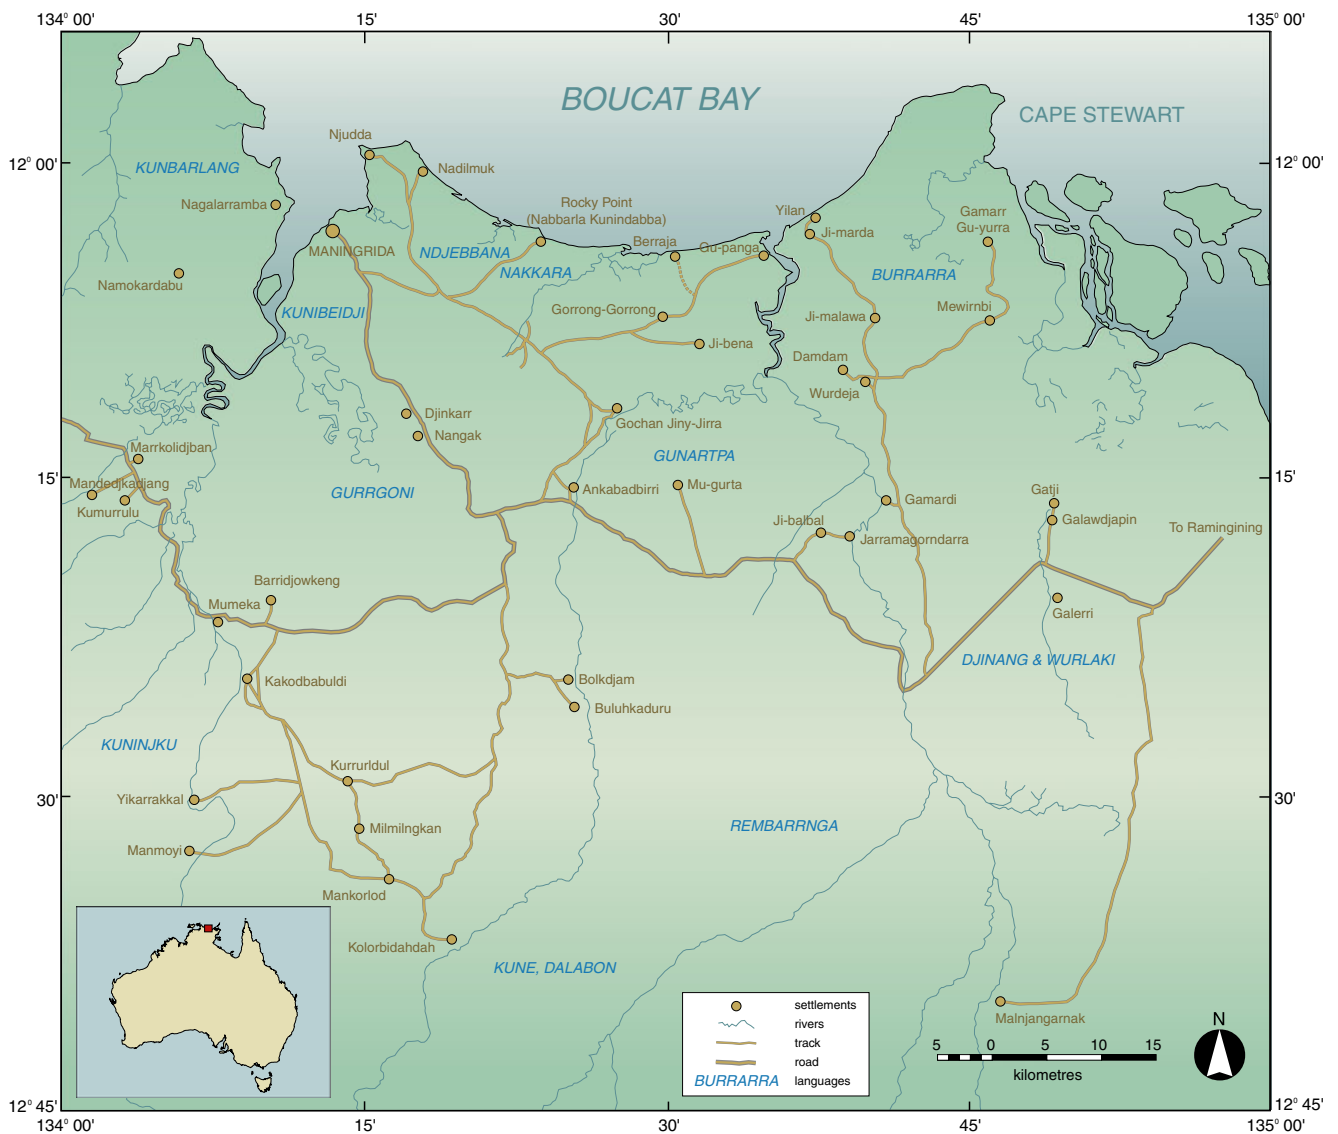 134° 00'
15'
30'
45'
135° 00'
BOUCAT BAY
CAPE STEWART
Njudda
12° 00'
12° 00'
KUNBARLANG
Nadilmuk
Nagalarramba
Rocky Point
(Nabbarla Kunindabba)
Yilan
Gamarr
Gu-yurra
Ji-marda
MANINGRIDA
NDJEBBANA
Berraja
Gu-panga
NAKKARA
BURRARRA
Namokardabu
KUNIBEIDJI
Gorrong-Gorrong
Ji-malawa
Mewirnbi
Ji-bena
Damdam
Wurdeja
Djinkarr
Gochan Jiny-Jirra
Nangak
Marrkolidjban
GUNARTPA
15'
15'
Mandedjkadjang
Kumurrulu
GURRGONI
Ankabadbirri
Mu-gurta
Gamardi
Gatji
Galawdjapin
Ji-balbal
To Ramingining
Jarramagorndarra
Barridjowkeng
Mumeka
Galerri
DJINANG & WURLAKI
Kakodbabuldi
Bolkdjam
Buluhkaduru
KUNINJKU
Kurrurldul
Yikarrakkal
30'
30'
Milmilngkan
REMBARRNGA
Manmoyi
Mankorlod
Kolorbidahdah
KUNE, DALABON
Malnjangarnak
settlements
rivers
track
road
BURRARRA
languages
5
0
5
10
15
kilometres
N
12° 45'
12° 45'
134° 00'
15'
30'
45'
135° 00'